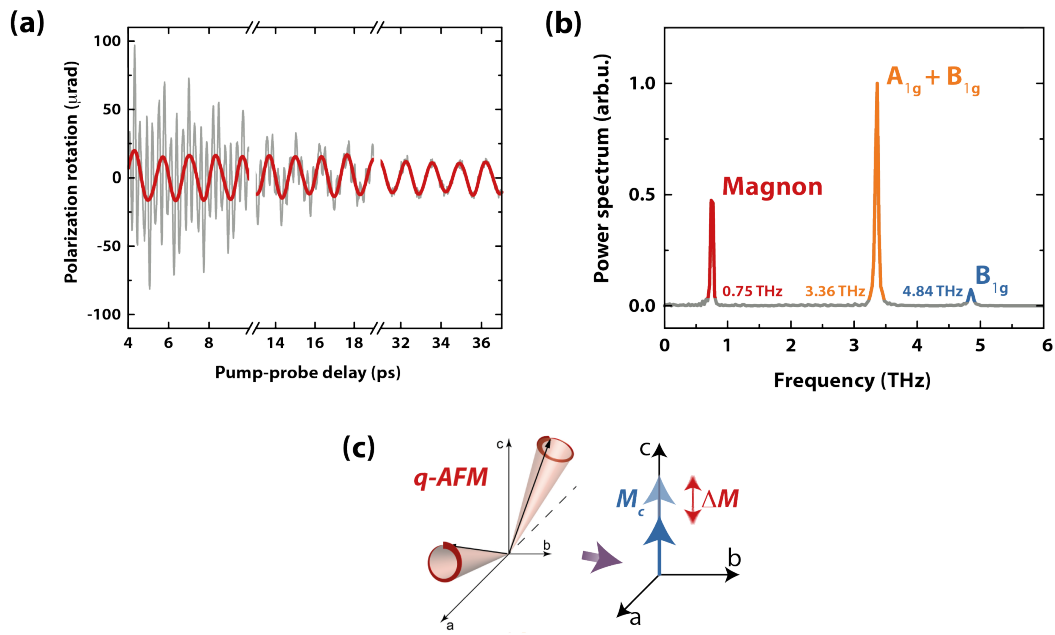 (a)
100
50
0
-50
-100
Polarization rotation (μrad)
4 6 8 14 16 18 32 34 36
Pump-probe delay (ps)
(b)
1.0
0.5
0.0
Power spectrum (arb.u.)
A1g + B1g
Magnon
B1g
0.75 THz 3.36 THz 4.84 THz
0 1 2 3 4 5 6
Frequency (THz)
(c)
q-AFM
c
b
a
c
Mc
ΔM
b
a